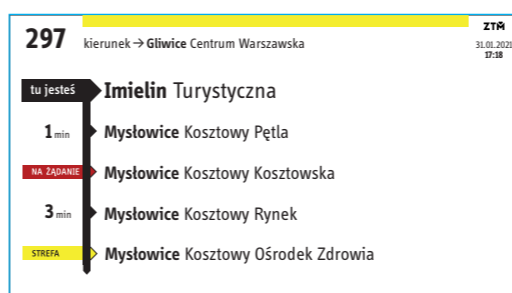 297 kierunek → Gliwice Centrum Warszawska
ZTM
31.01.2021
17:18
tu jesteś Imielin Turystyczna
1 min Mysłowice Kosztowy Pętla
NA ŻĄDANIE Mysłowice Kosztowy Kosztowska
3 min Mysłowice Kosztowy Rynek
STREFA Mysłowice Kosztowy Ośrodek Zdrowia